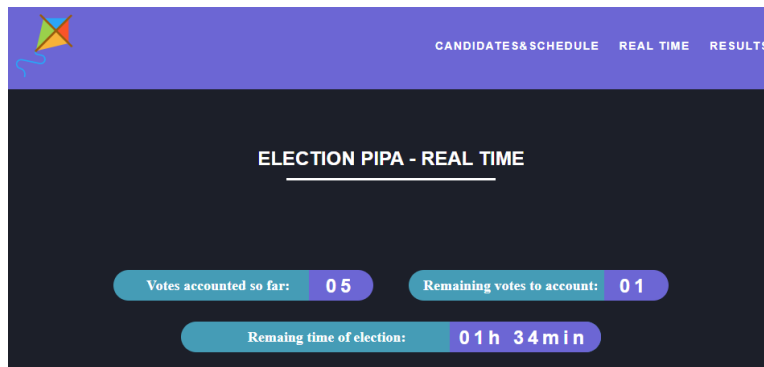 CANDIDATES&SCHEDULE REAL TIME RESULTS
ELECTION PIPA - REAL TIME
Votes accounted so far: 05 Remaining votes to account: 01
Remaing time of election: 01h 34min